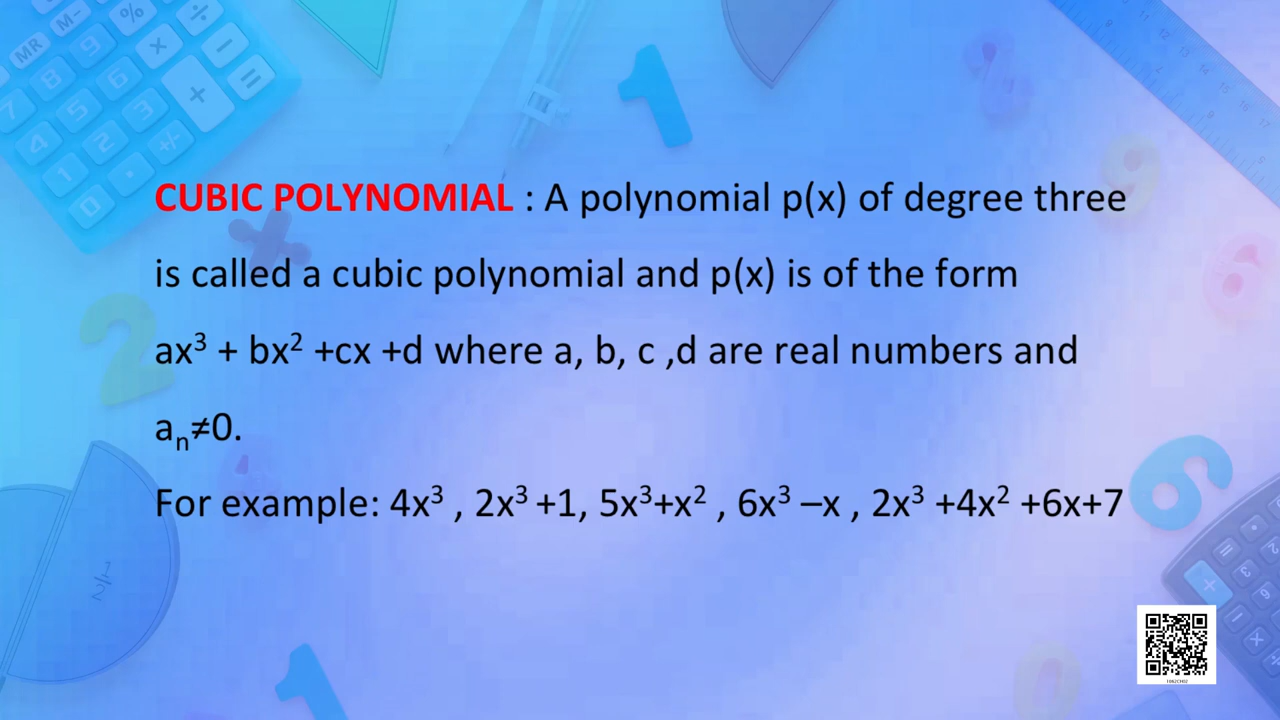 CUBIC POLYNOMIAL : A polynomial p(x) of degree three
is called a cubic polynomial and p(x) is of the form
ax³ + bx² +cx +d where a, b, c ,d are real numbers and
aₙ≠0.
For example: 4x³ , 2x³ +1, 5x³+x² , 6x³ –x , 2x³ +4x² +6x+7